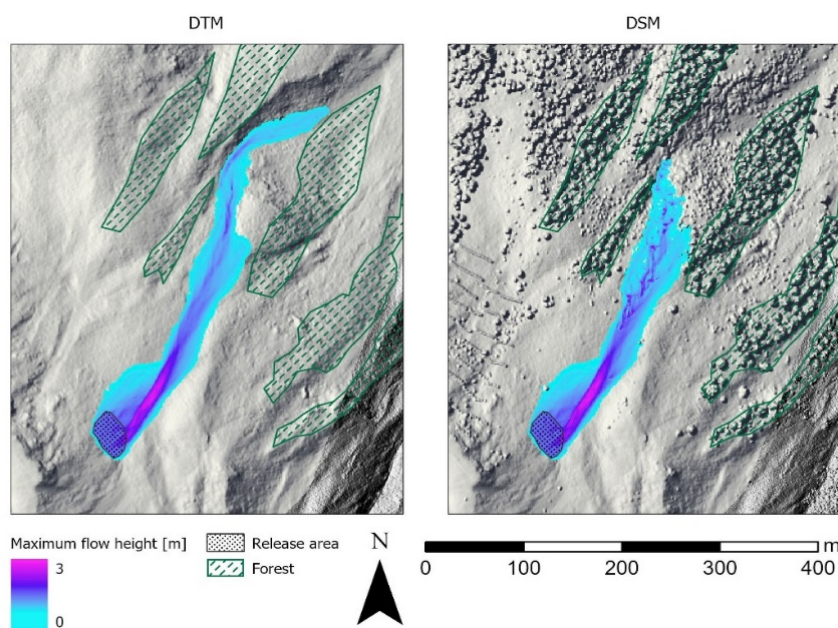 DTM
DSM
Maximum flow height [m]
3
0
Release area
Forest
N
m
0 100 200 300 400